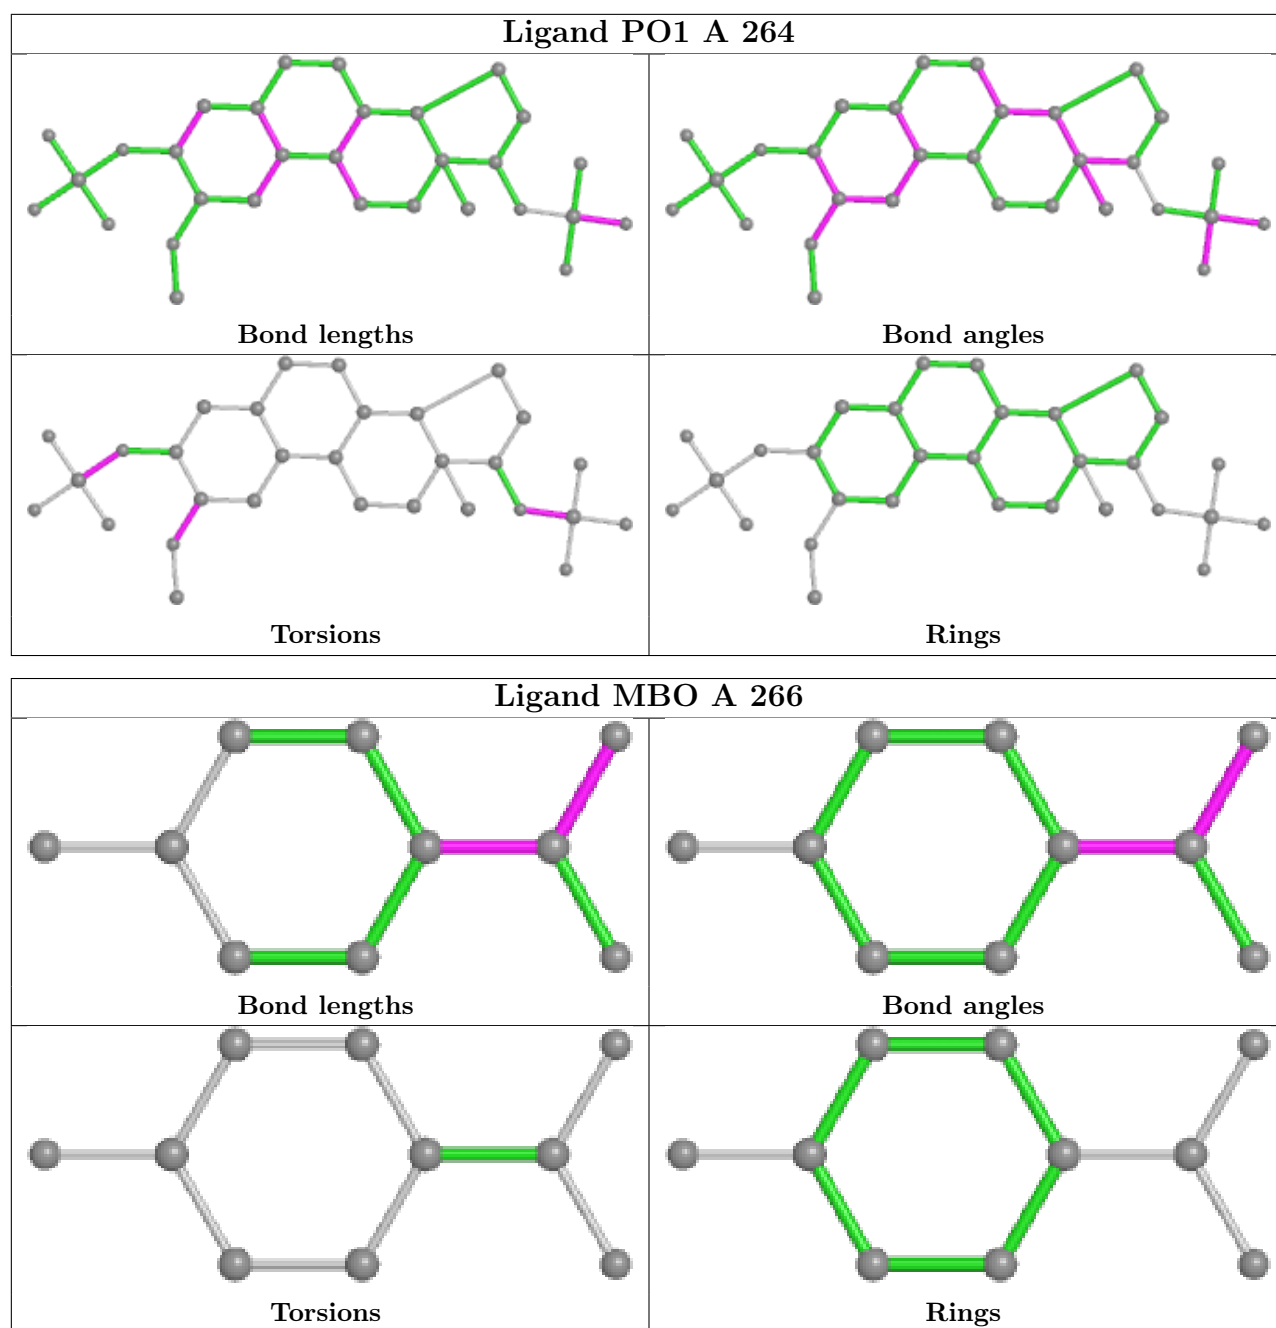 Ligand PO1 A 264
Bond lengths
Bond angles
Torsions
Rings
Ligand MBO A 266
Bond lengths
Bond angles
Torsions
Rings